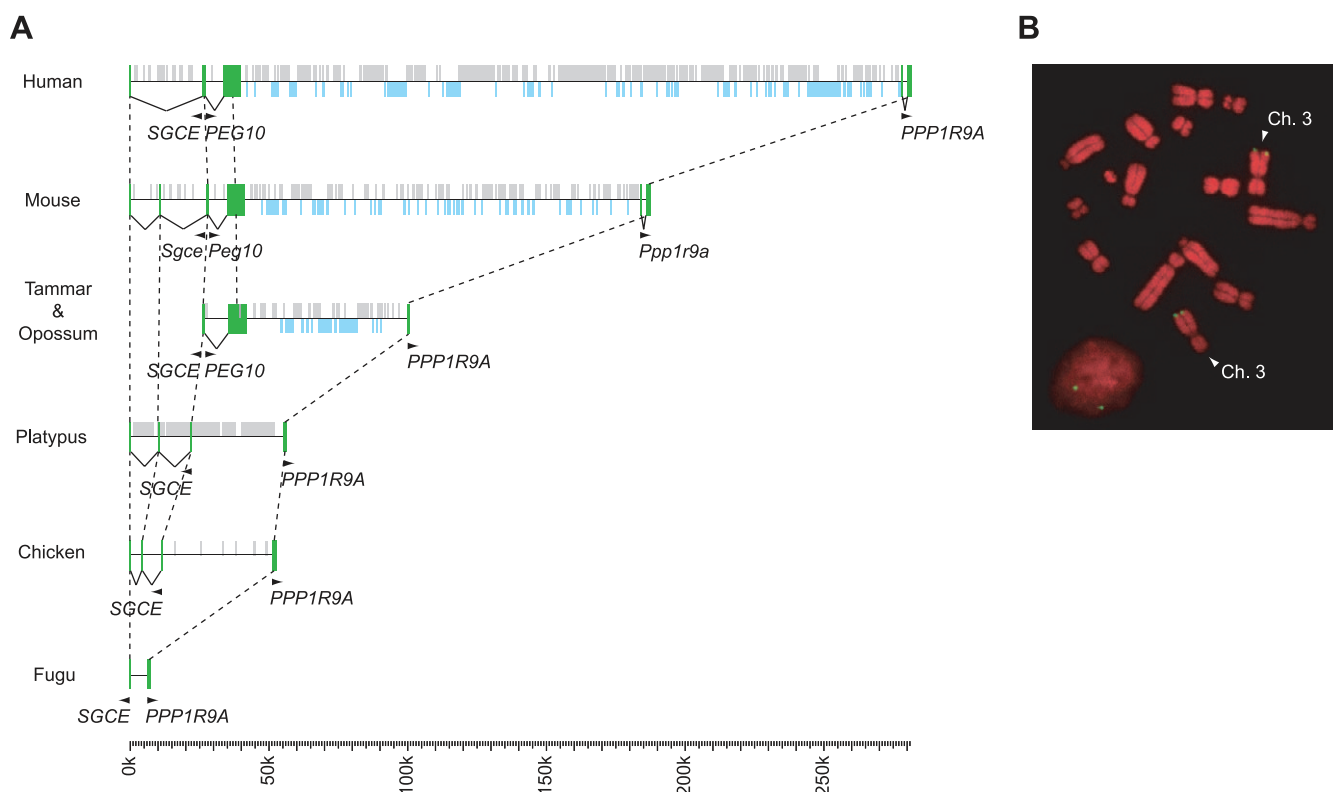 A
B
Human
SGCE PEG10
PPP1R9A
Ch. 3
Mouse
Sgce Peg10
Ppp1r9a
Tammar
&
Opossum
SGCE PEG10
PPP1R9A
Ch. 3
Platypus
SGCE
PPP1R9A
Chicken
SGCE
PPP1R9A
Fugu
SGCE PPP1R9A
0k 50k 100k 150k 200k 250k